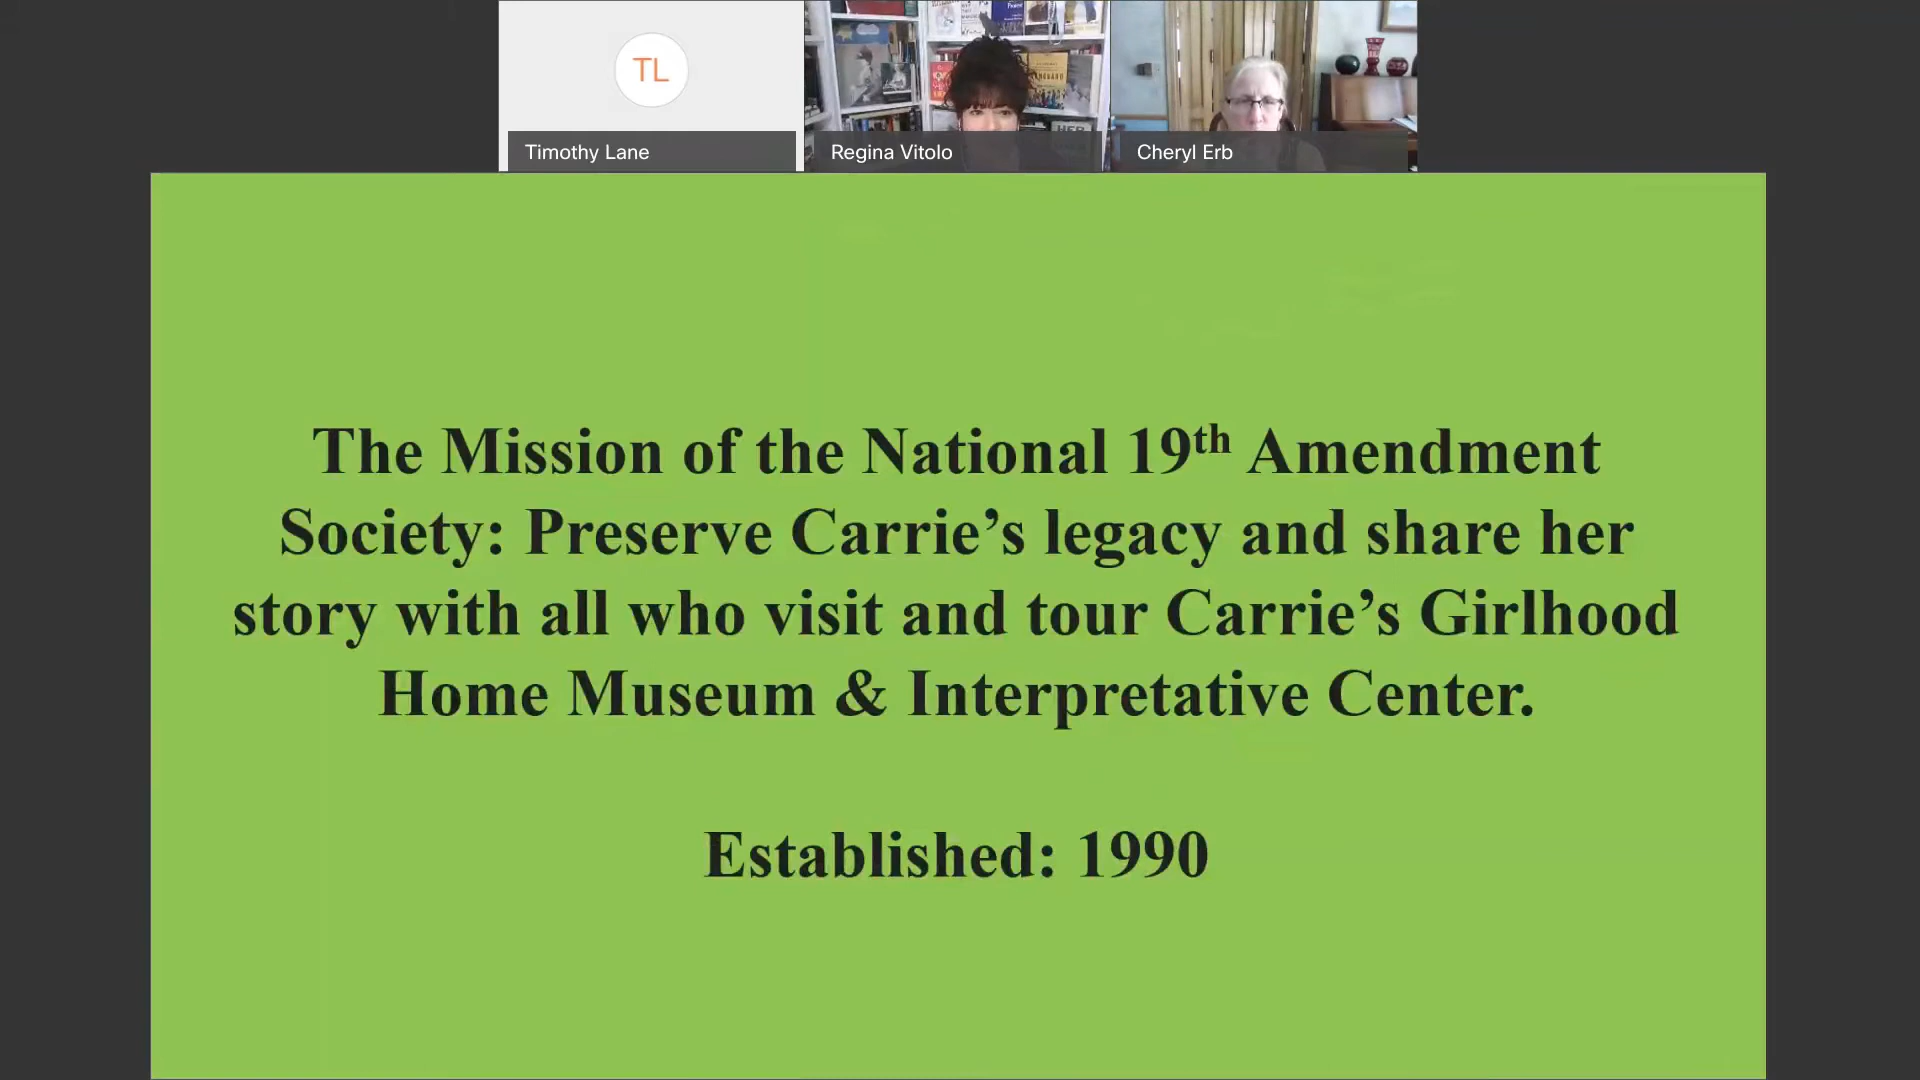 TL
Timothy Lane
Regina Vitolo
Cheryl Erb
The Mission of the National 19th Amendment
Society: Preserve Carrie’s legacy and share her
story with all who visit and tour Carrie’s Girlhood
Home Museum & Interpretative Center.
Established: 1990